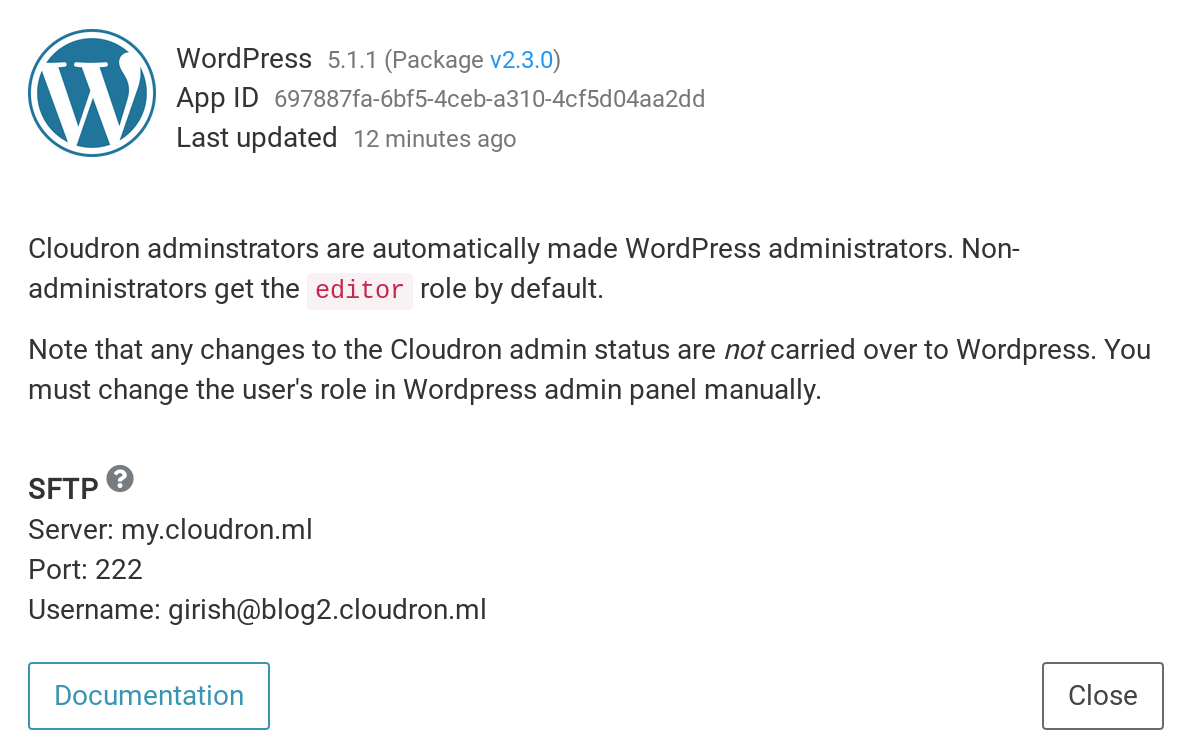 WordPress 5.1.1 (Package v2.3.0)
App ID 697887fa-6bf5-4ceb-a310-4cf5d04aa2dd
Last updated 12 minutes ago
Cloudron adminstrators are automatically made WordPress administrators. Non-
administrators get the editor role by default.
Note that any changes to the Cloudron admin status are not carried over to Wordpress. You
must change the user's role in Wordpress admin panel manually.
SFTP ?
Server: my.cloudron.ml
Port: 222
Username: girish@blog2.cloudron.ml
Documentation Close